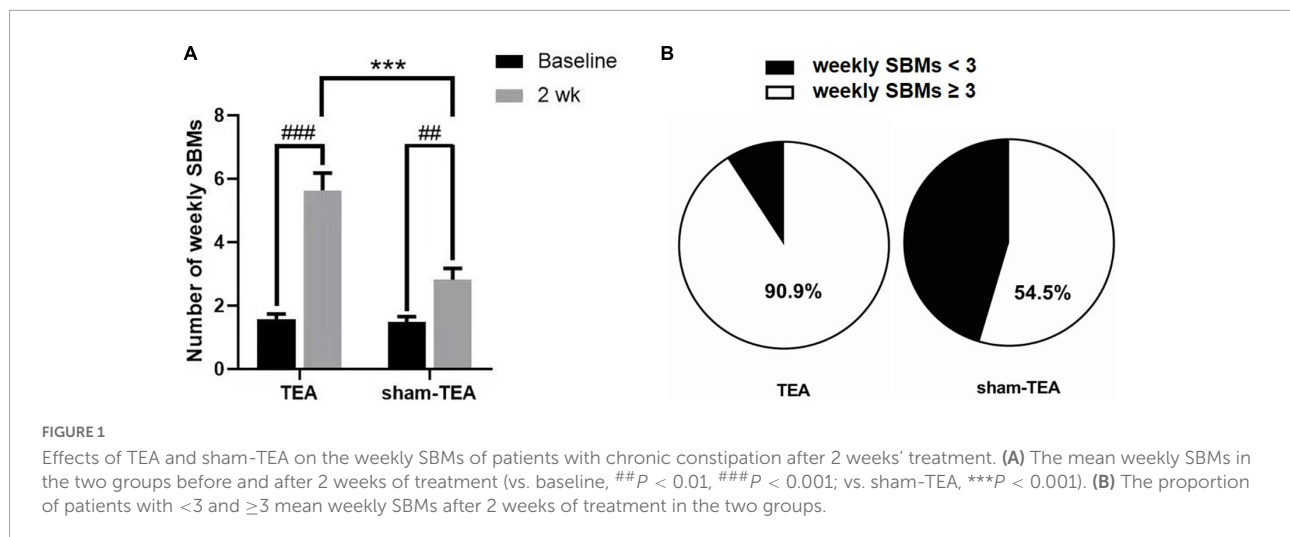 A
Baseline
2 wk
***
###
##
Number of weekly SBMs
8
6
4
2
0
TEA
sham-TEA
B
weekly SBMs < 3
weekly SBMs ≥ 3
90.9%
54.5%
TEA
sham-TEA
FIGURE 1
Effects of TEA and sham-TEA on the weekly SBMs of patients with chronic constipation after 2 weeks’ treatment. (A) The mean weekly SBMs in
the two groups before and after 2 weeks of treatment (vs. baseline, ##P < 0.01, ###P < 0.001; vs. sham-TEA, ***P < 0.001). (B) The proportion
of patients with <3 and ≥3 mean weekly SBMs after 2 weeks of treatment in the two groups.